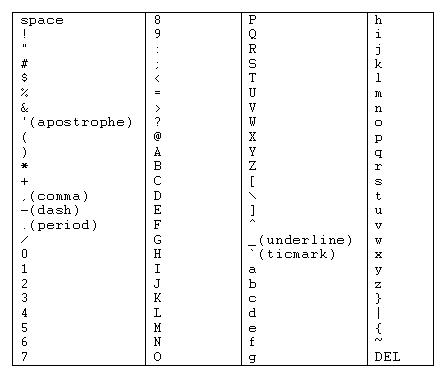 space
!
"
#
$
%
&
'(apostrophe)
(
)
*
+
,(comma)
-(dash)
.(period)
/
0
1
2
3
4
5
6
7
8
9
:
;
<
=
>
?
@
A
B
C
D
E
F
G
H
I
J
K
L
M
N
O
P
Q
R
S
T
U
V
W
X
Y
Z
[
\
]
^
_(underline)
`(ticmark)
a
b
c
d
e
f
g
h
i
j
k
l
m
n
o
p
q
r
s
t
u
v
w
x
y
z
}
|
{
~
DEL